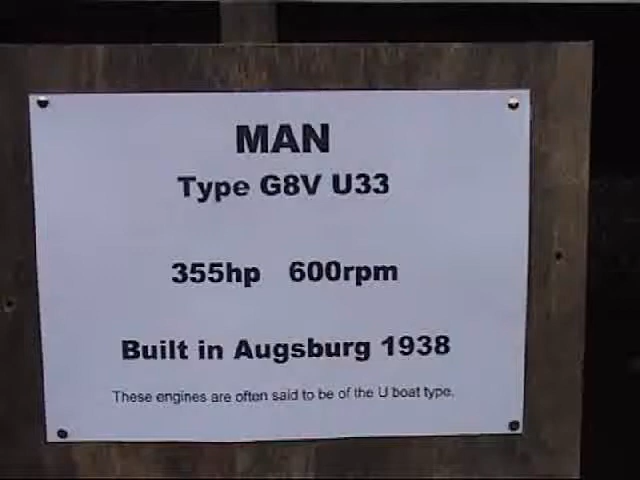 MAN
Type G8V U33
355hp 600rpm
Built in Augsburg 1938
These engines are often said to be of the U boat type.